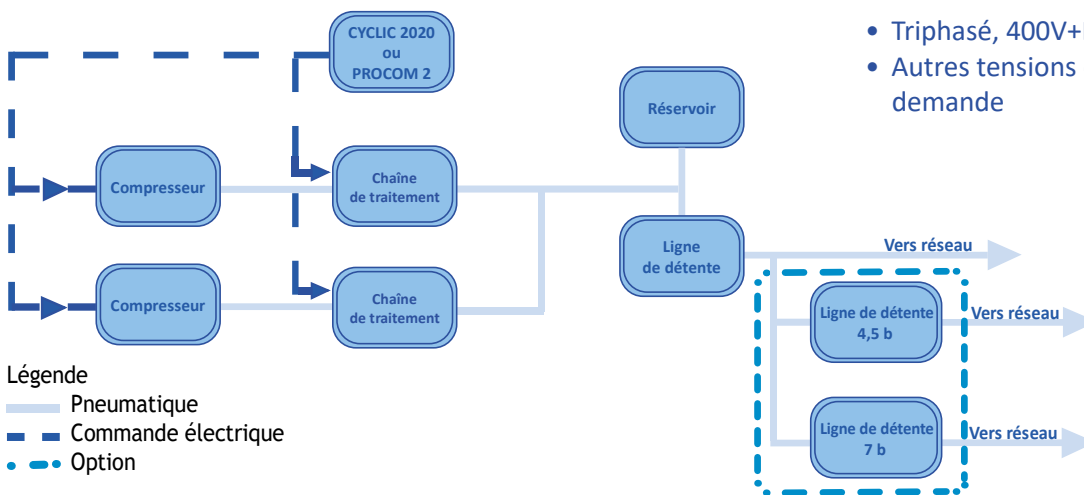 CYCLIC 2020
ou
PROCOM 2
• Triphasé, 400V+
• Autres tensions
demande
Réservoir
Compresseur
Chaîne
de traitement
Ligne
de détente
Vers réseau
Compresseur
Chaîne
de traitement
Ligne de détente
4,5 b
Vers réseau
Légende
Pneumatique
Commande électrique
Option
Ligne de détente
7 b
Vers réseau